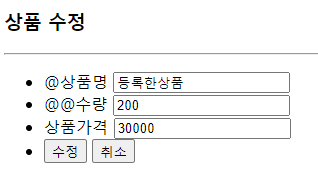 상품 수정
@상품명 등록한상품
@@수량 200
상품가격 30000
수정 취소